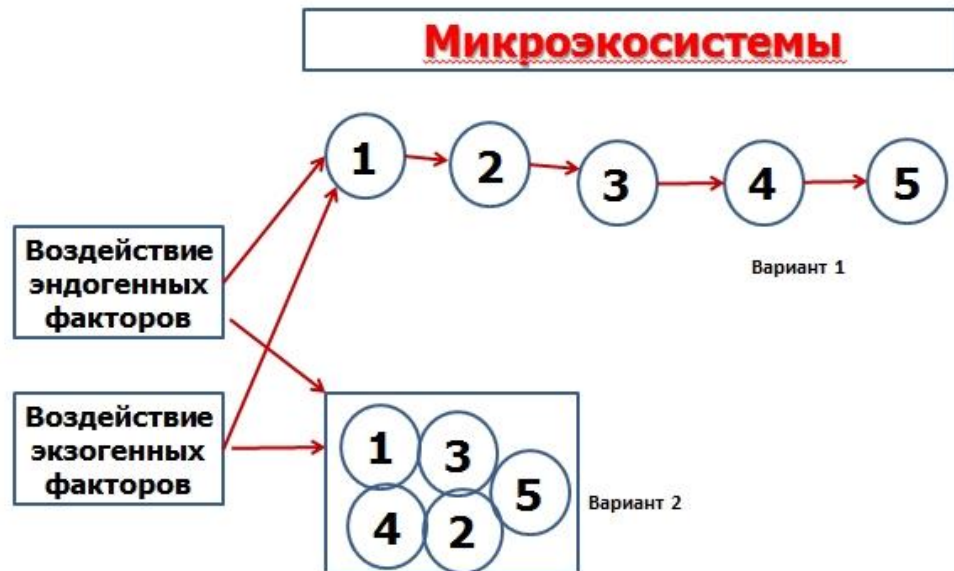 Микроэкосистемы
1
2
3
4
5
Вариант 1
Воздействие
эндогенных
факторов
Воздействие
экзогенных
факторов
1
3
5
4
2
Вариант 2